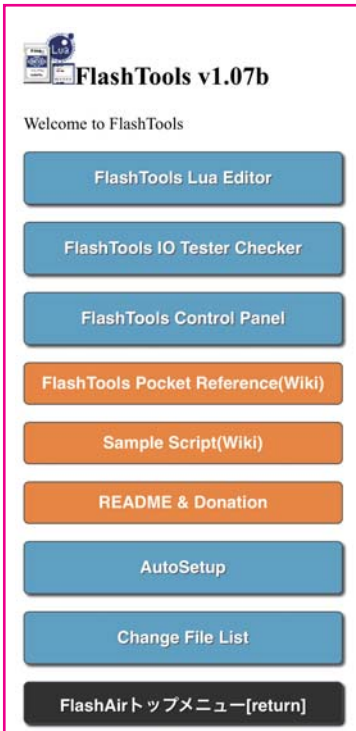 Lua
FlashTools v1.07b
Welcome to FlashTools
FlashTools Lua Editor
FlashTools IO Tester Checker
FlashTools Control Panel
FlashTools Pocket Reference(Wiki)
Sample Script(Wiki)
README & Donation
AutoSetup
Change File List
FlashAirトップメニュー[return]